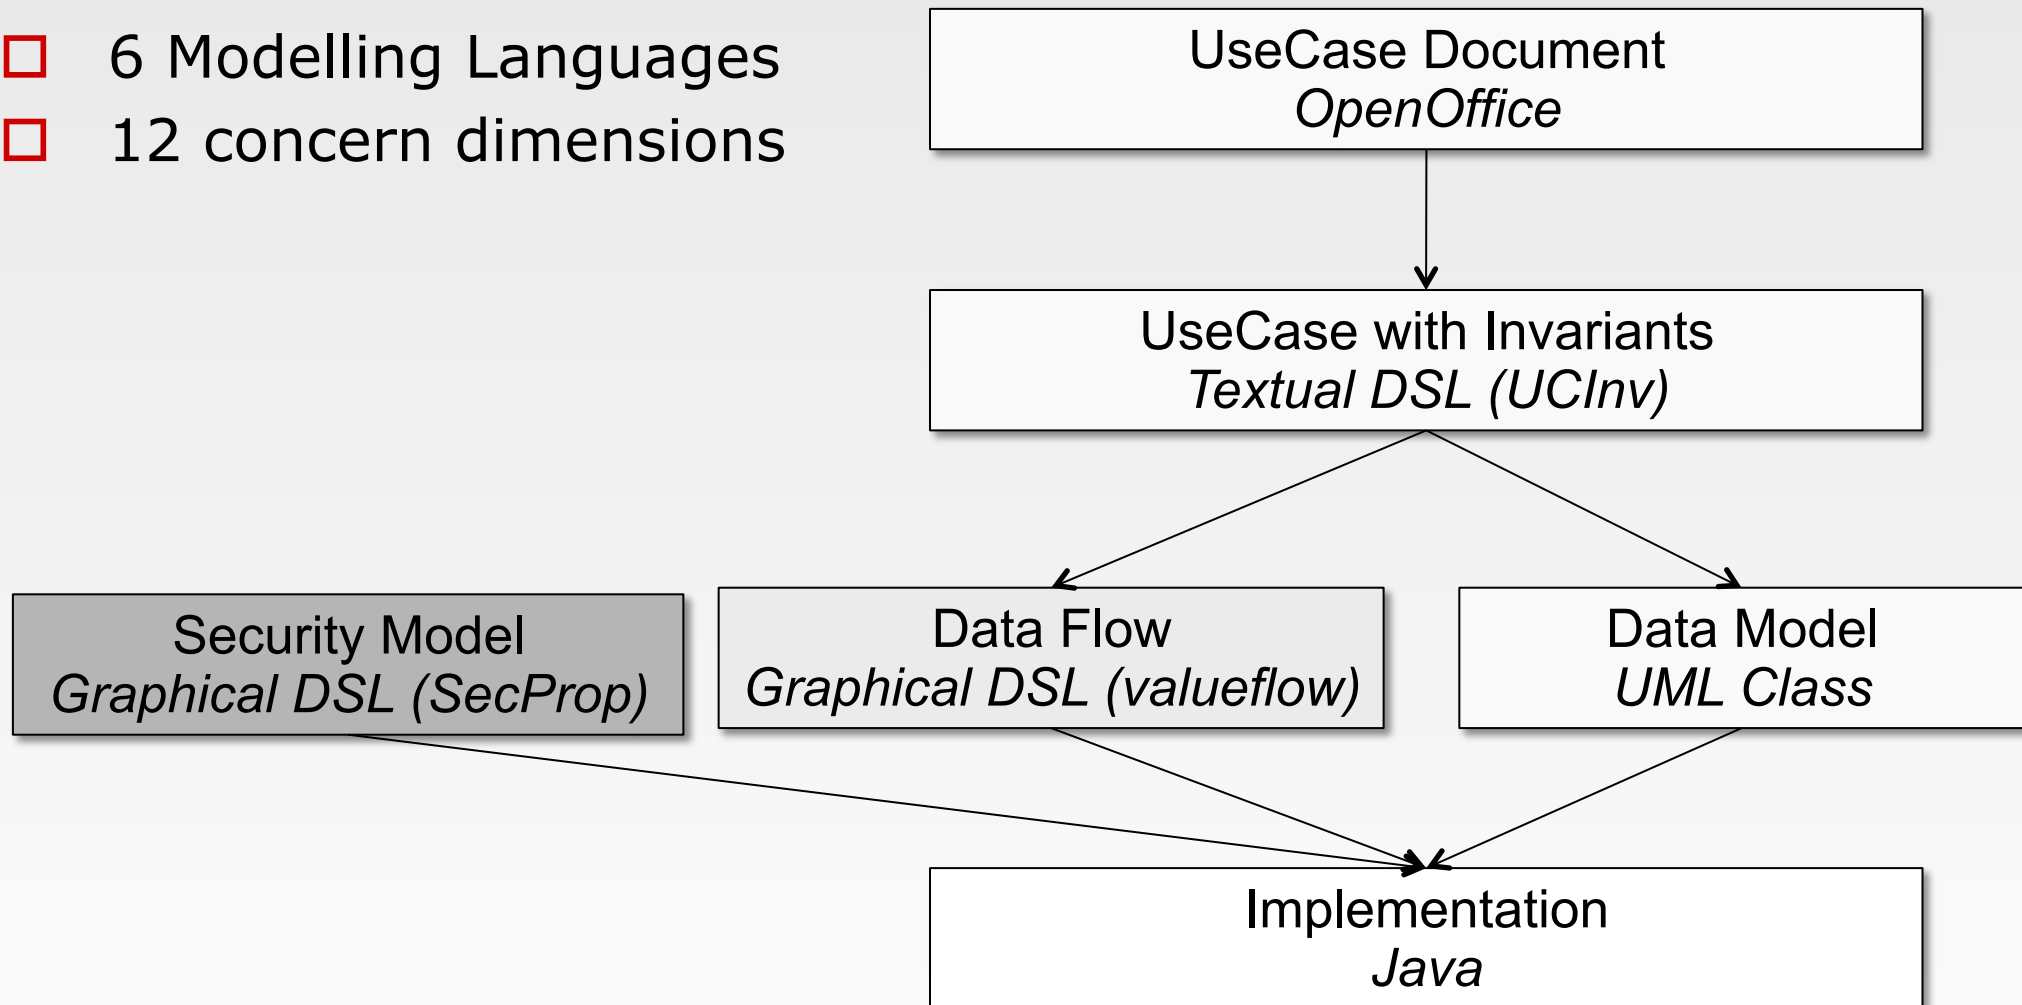 6 Modelling Languages
12 concern dimensions
UseCase Document
OpenOffice
UseCase with Invariants
Textual DSL (UCInv)
Security Model
Graphical DSL (SecProp)
Data Flow
Graphical DSL (valueflow)
Data Model
UML Class
Implementation
Java